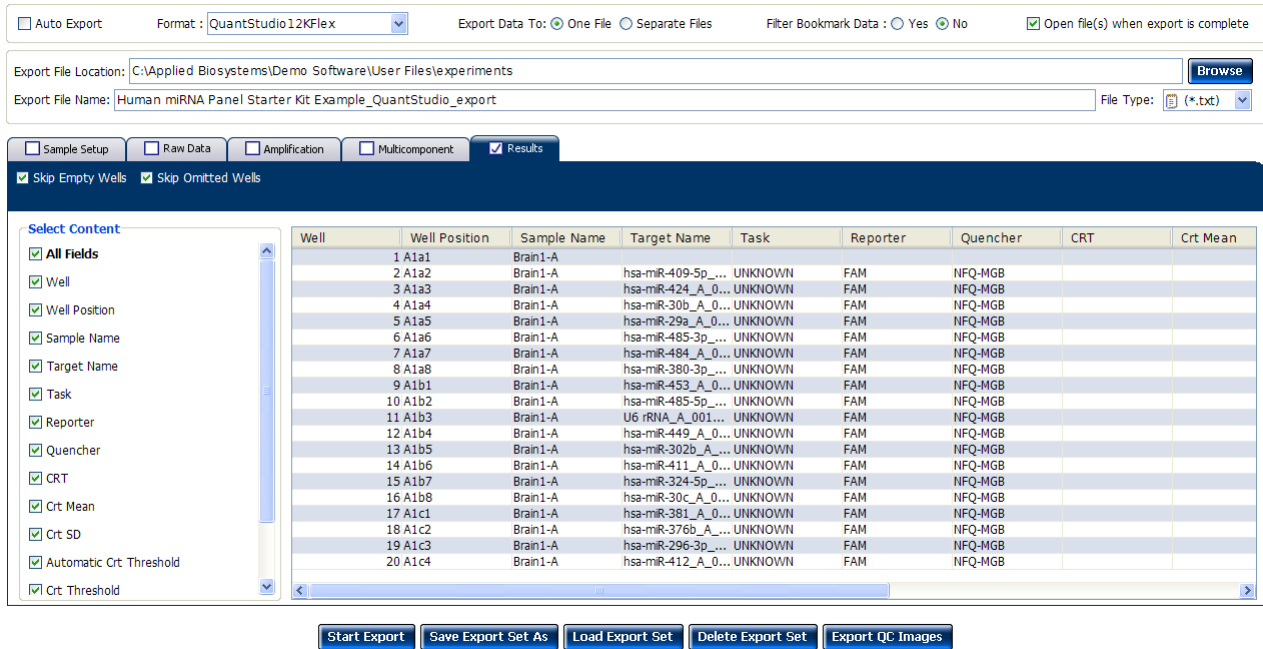 Auto Export Format : QuantStudio12KFlex Export Data To: One File Separate Files Filter Bookmark Data : Yes No Open file(s) when export is complete
Export File Location: C:\Applied Biosystems\Demo Software\User Files\experiments Browse
Export File Name: Human miRNA Panel Starter Kit Example_QuantStudio_export File Type: (*.txt)
Sample Setup Raw Data Amplification Multicomponent Results
Skip Empty Wells Skip Omitted Wells
Select Content
All Fields
Well
Well Position
Sample Name
Target Name
Task
Reporter
Quencher
CRT
Crt Mean
Crt SD
Automatic Crt Threshold
Crt Threshold
Well Well Position Sample Name Target Name Task Reporter Quencher CRT Crt Mean
1 A1a1 Brain1-A
2 A1a2 Brain1-A hsa-miR-409-5p_... UNKNOWN FAM NFQ-MGB
3 A1a3 Brain1-A hsa-miR-424_A_0... UNKNOWN FAM NFQ-MGB
4 A1a4 Brain1-A hsa-miR-30b_A_0... UNKNOWN FAM NFQ-MGB
5 A1a5 Brain1-A hsa-miR-29a_A_0... UNKNOWN FAM NFQ-MGB
6 A1a6 Brain1-A hsa-miR-485-3p_... UNKNOWN FAM NFQ-MGB
7 A1a7 Brain1-A hsa-miR-484_A_0... UNKNOWN FAM NFQ-MGB
8 A1a8 Brain1-A hsa-miR-380-3p_... UNKNOWN FAM NFQ-MGB
9 A1b1 Brain1-A hsa-miR-453_A_0... UNKNOWN FAM NFQ-MGB
10 A1b2 Brain1-A hsa-miR-485-5p_... UNKNOWN FAM NFQ-MGB
11 A1b3 Brain1-A U6 rRNA_A_001... UNKNOWN FAM NFQ-MGB
12 A1b4 Brain1-A hsa-miR-449_A_0... UNKNOWN FAM NFQ-MGB
13 A1b5 Brain1-A hsa-miR-302b_A_... UNKNOWN FAM NFQ-MGB
14 A1b6 Brain1-A hsa-miR-411_A_0... UNKNOWN FAM NFQ-MGB
15 A1b7 Brain1-A hsa-miR-324-5p_... UNKNOWN FAM NFQ-MGB
16 A1b8 Brain1-A hsa-miR-30c_A_0... UNKNOWN FAM NFQ-MGB
17 A1c1 Brain1-A hsa-miR-381_A_0... UNKNOWN FAM NFQ-MGB
18 A1c2 Brain1-A hsa-miR-376b_A_... UNKNOWN FAM NFQ-MGB
19 A1c3 Brain1-A hsa-miR-296-3p_... UNKNOWN FAM NFQ-MGB
20 A1c4 Brain1-A hsa-miR-412_A_0... UNKNOWN FAM NFQ-MGB
Start Export Save Export Set As Load Export Set Delete Export Set Export QC Images